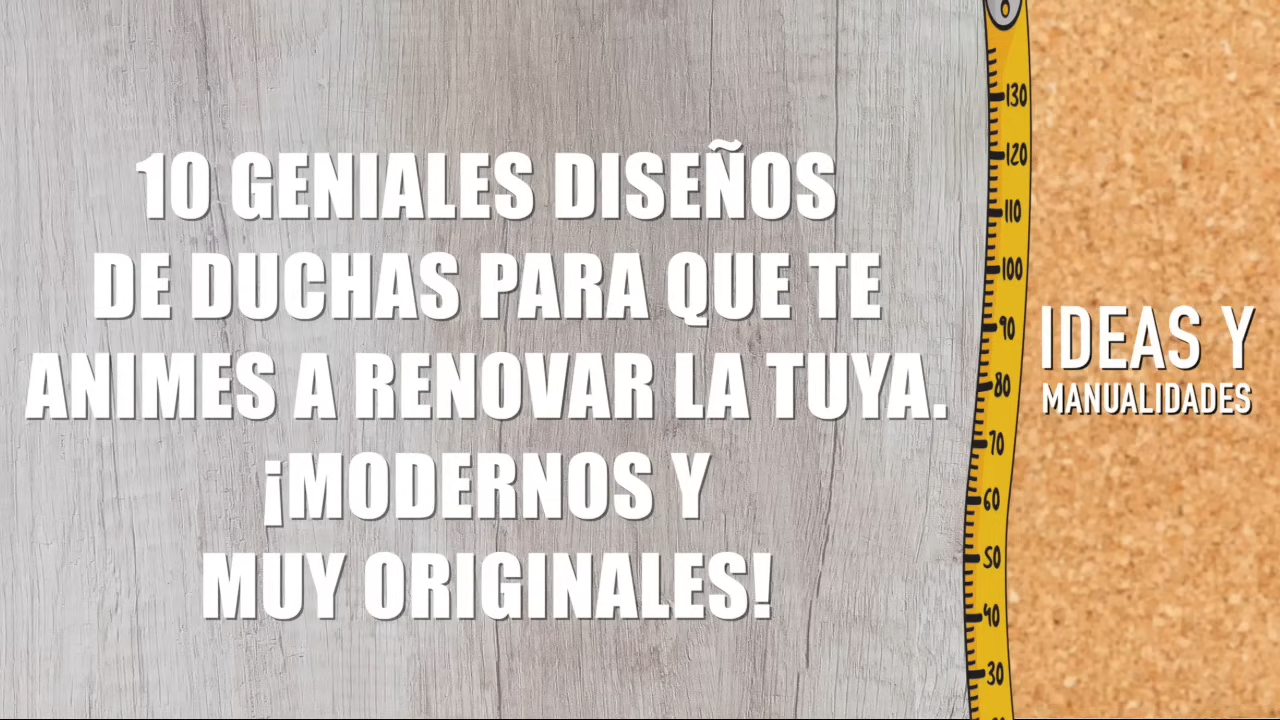 10 GENIALES DISEÑOS
DE DUCHAS PARA QUE TE
ANIMES A RENOVAR LA TUYA.
¡MODERNOS Y
MUY ORIGINALES!
IDEAS Y
MANUALIDADES
130
120
110
100
90
80
70
60
50
40
30